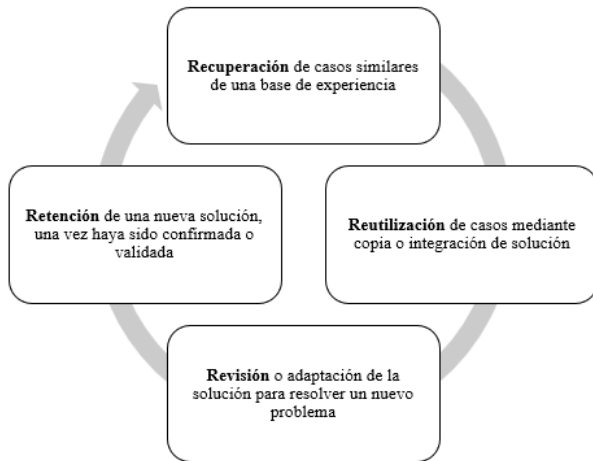 Recuperación de casos similares
de una base de experiencia
Retención de una nueva solución,
una vez haya sido confirmada o
validada
Reutilización de casos mediante
copia o integración de solución
Revisión o adaptación de la
solución para resolver un nuevo
problema